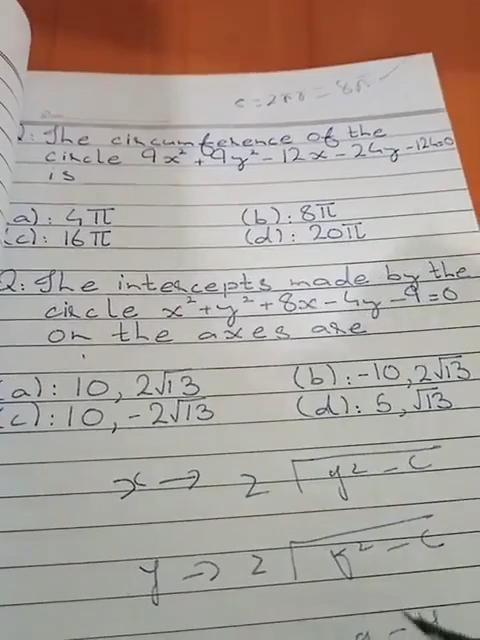 c = 2πr = 8π ✓
Q: The circumference of the
circle 9x² + 9y² - 12x - 24y - 124=0
is
(a): 4π (b): 8π
(c): 16π (d): 20π
Q: The intercepts made by the
circle x² + y² + 8x - 4y - 9 = 0
on the axes are
(a): 10, 2√13 (b): -10, 2√13
(c): 10, -2√13 (d): 5, √13
x → 2 √g² - c
y → 2 √f² - c